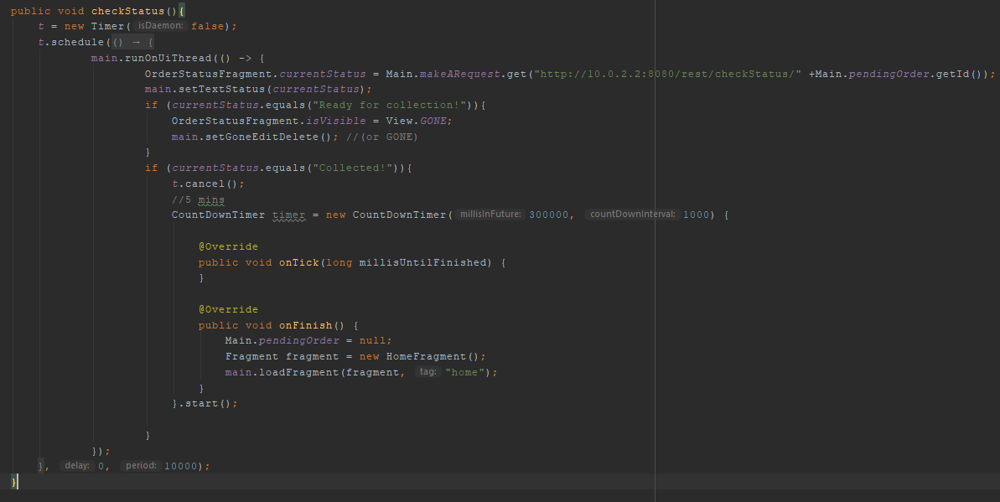 public void checkStatus(){
t = new Timer( isDaemon: false);
t.schedule(() → {
main.runOnUiThread(() -> {
OrderStatusFragment.currentStatus = Main.makeARequest.get("http://10.0.2.2:8080/rest/checkStatus/" +Main.pendingOrder.getId());
main.setTextStatus(currentStatus);
if (currentStatus.equals("Ready for collection!")){
OrderStatusFragment.isVisible = View.GONE;
main.setGoneEditDelete(); //(or GONE)
}
if (currentStatus.equals("Collected!")){
t.cancel();
//5 mins
CountDownTimer timer = new CountDownTimer( millisInFuture: 300000, countDownInterval: 1000) {
@Override
public void onTick(long millisUntilFinished) {
}
@Override
public void onFinish() {
Main.pendingOrder = null;
Fragment fragment = new HomeFragment();
main.loadFragment(fragment, tag: "home");
}
}.start();
}
});
}, delay: 0, period: 10000);
}